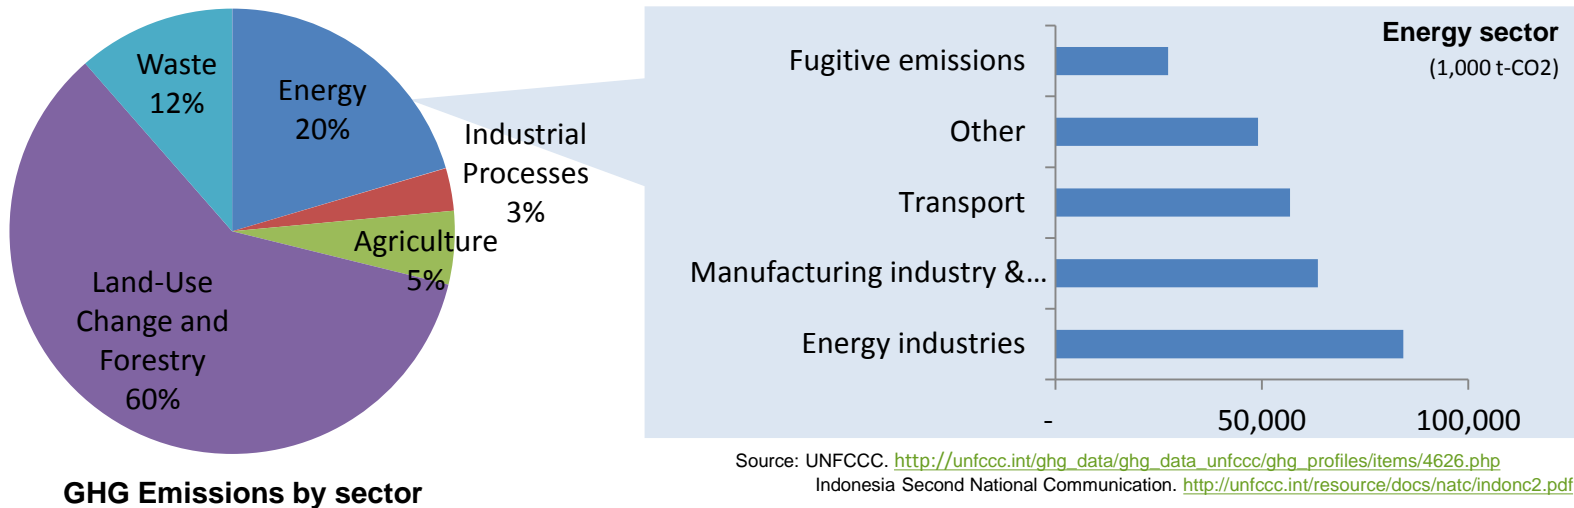 Waste
12%
Energy
20%
Industrial
Processes
3%
Agriculture
5%
Land-Use
Change and
Forestry
60%
GHG Emissions by sector
Energy sector
(1,000 t-CO2)
Fugitive emissions
Other
Transport
Manufacturing industry &…
Energy industries
- 50,000 100,000
Source: UNFCCC. http://unfccc.int/ghg_data/ghg_data_unfccc/ghg_profiles/items/4626.php
Indonesia Second National Communication. http://unfccc.int/resource/docs/natc/indonc2.pdf